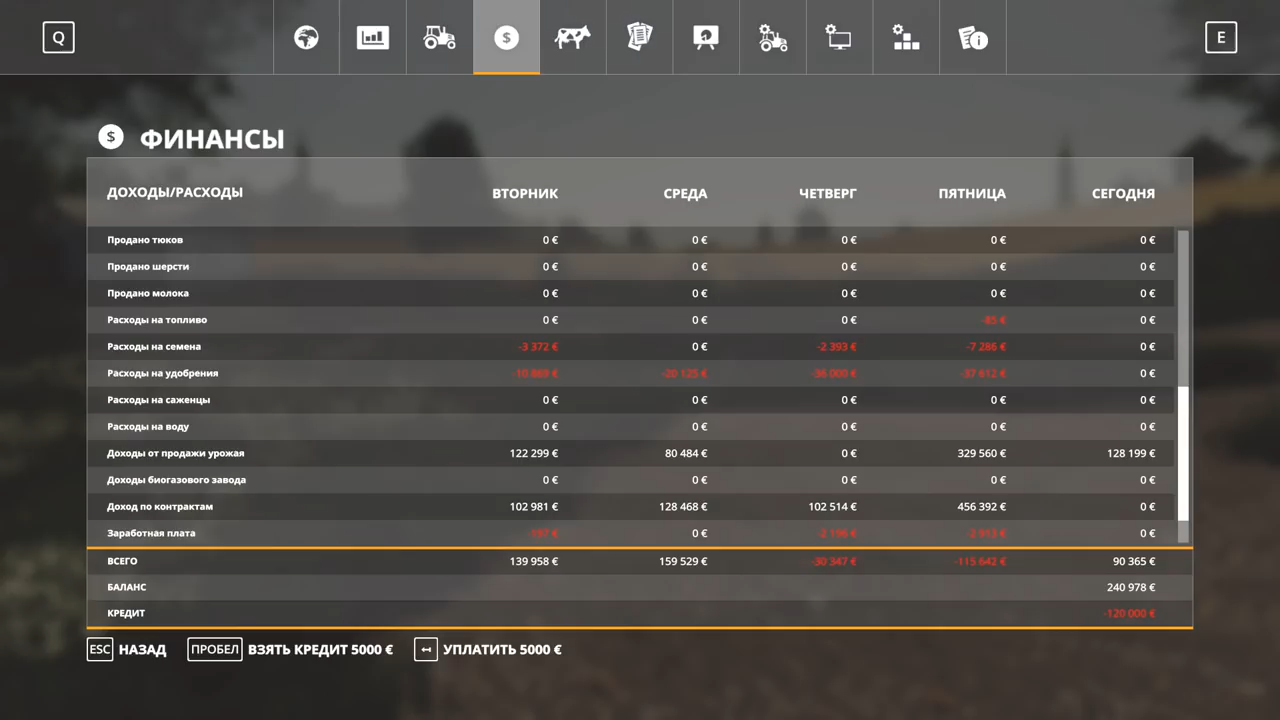 Q
$
E
$ ФИНАНСЫ
ДОХОДЫ/РАСХОДЫ ВТОРНИК СРЕДА ЧЕТВЕРГ ПЯТНИЦА СЕГОДНЯ
Продано тюков 0 € 0 € 0 € 0 € 0 €
Продано шерсти 0 € 0 € 0 € 0 € 0 €
Продано молока 0 € 0 € 0 € 0 € 0 €
Расходы на топливо 0 € 0 € 0 € -85 € 0 €
Расходы на семена -3 372 € 0 € -2 393 € -7 286 € 0 €
Расходы на удобрения -20 125 € -36 000 € -37 612 € 0 €
Расходы на саженцы 0 € 0 € 0 € 0 € 0 €
Расходы на воду 0 € 0 € 0 € 0 € 0 €
Доходы от продажи урожая 122 299 € 80 484 € 0 € 329 560 € 128 199 €
Доходы биогазового завода 0 € 0 € 0 € 0 € 0 €
Доход по контрактам 102 981 € 128 468 € 102 514 € 456 392 € 0 €
Заработная плата 0 € 0 €
ВСЕГО 139 958 € 159 529 € -30 347 € -115 642 € 90 365 €
БАЛАНС 240 978 €
КРЕДИТ -120 000 €
ESC НАЗАД ПРОБЕЛ ВЗЯТЬ КРЕДИТ 5000 € УПЛАТИТЬ 5000 €